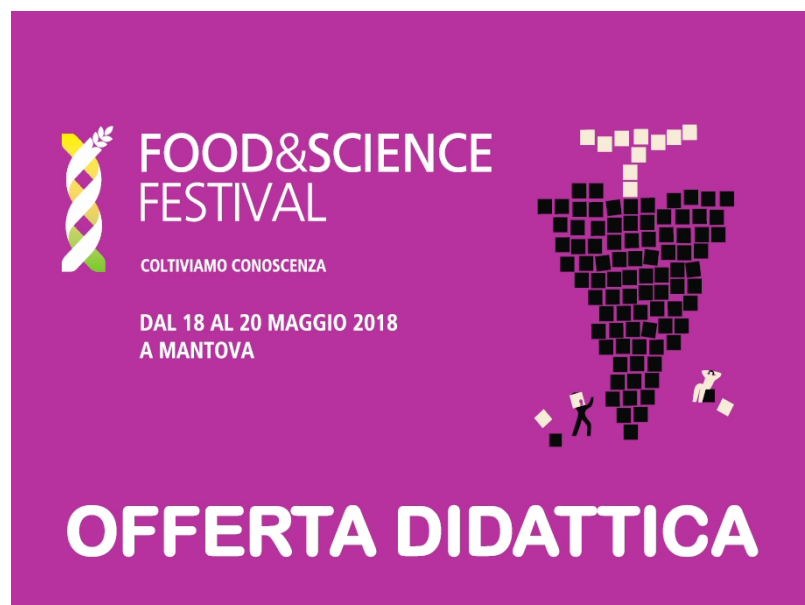 FOOD&SCIENCE
FESTIVAL
COLTIVIAMO CONOSCENZA
DAL 18 AL 20 MAGGIO 2018
A MANTOVA
OFFERTA DIDATTICA